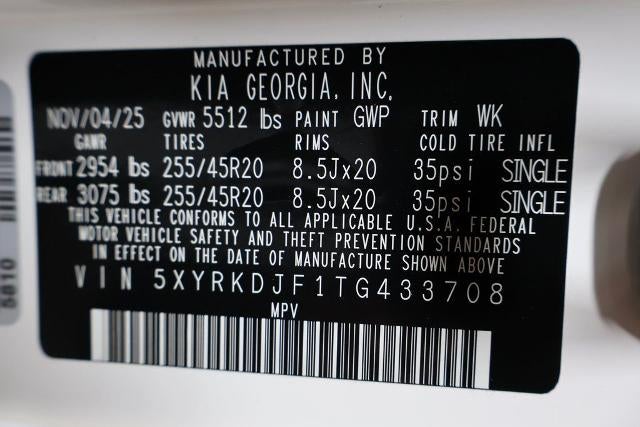 MANUFACTURED BY
KIA GEORGIA, INC.
NOV/04/25 GVWR 5512 lbs PAINT GWP TRIM WK
GAWR TIRES RIMS COLD TIRE INFL
FRONT 2954 lbs 255/45R20 8.5Jx20 35psi SINGLE
REAR 3075 lbs 255/45R20 8.5Jx20 35psi SINGLE
THIS VEHICLE CONFORMS TO ALL APPLICABLE U.S.A. FEDERAL
MOTOR VEHICLE SAFETY AND THEFT PREVENTION STANDARDS
IN EFFECT ON THE DATE OF MANUFACTURE SHOWN ABOVE
VIN 5XYRKDJF1TG433708
MPV
5810